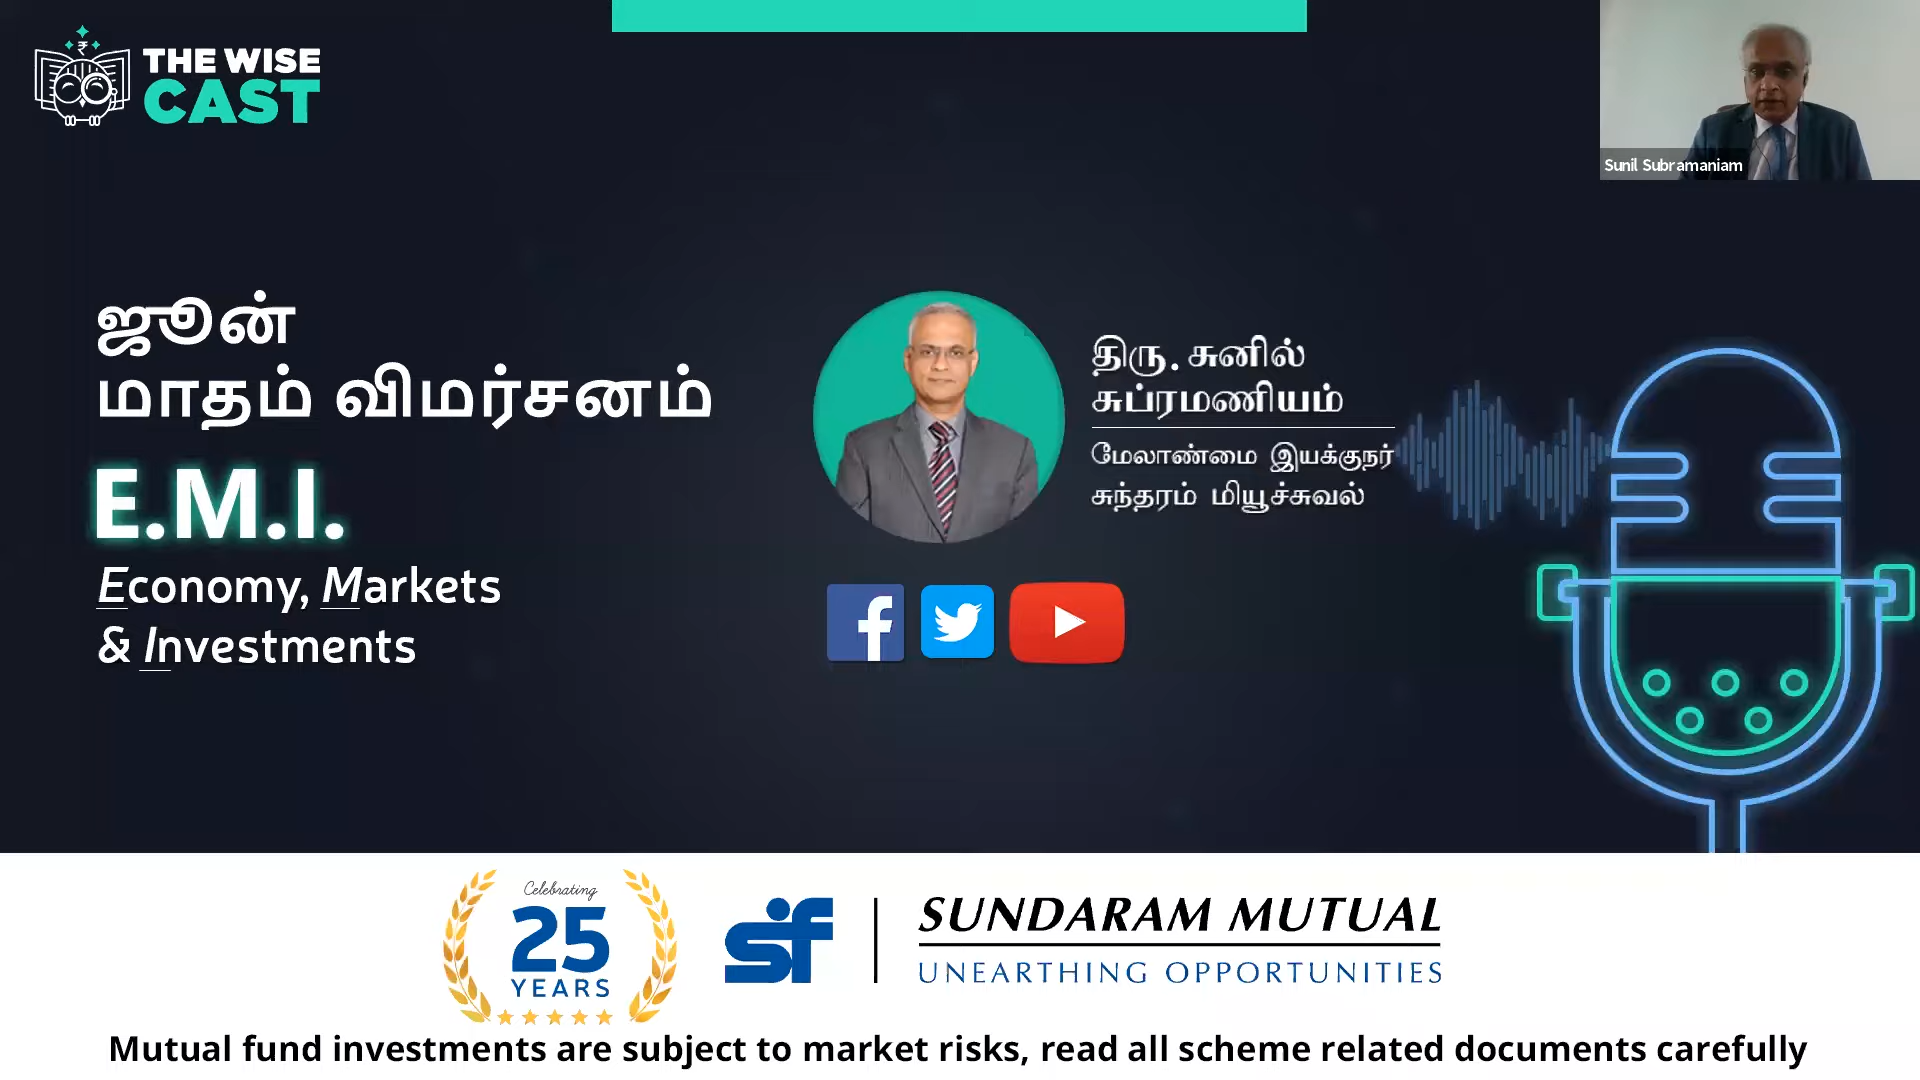 THE WISE
CAST
Sunil Subramaniam
ஜூன்
மாதம் விமர்சனம்
E.M.I.
Economy, Markets
& Investments
திரு. சுனில்
சுப்ரமணியம்
மேலாண்மை இயக்குநர்
சுந்தரம் மியூச்சுவல்
Celebrating
25
YEARS
sf
SUNDARAM MUTUAL
UNEARTHING OPPORTUNITIES
Mutual fund investments are subject to market risks, read all scheme related documents carefully